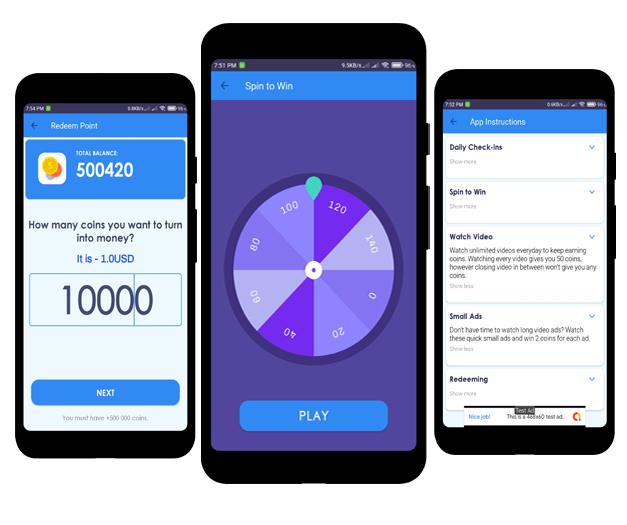 7:54 PM
0.8KB/s
96
Redeem Point
TOTAL BALANCE:
500420
How many coins you want to turn
into money?
It is - 1.0USD
10000
NEXT
You must have +500 000 coins.
7:51 PM
9.5KB/s
96
Spin to Win
100
120
80
140
60
0
40
20
PLAY
7:52 PM
0.6KB/s
96
App Instructions
Daily Check-ins
Show more
Spin to Win
Show more
Watch Video
Watch unlimited videos everyday to keep earning
coins. Watching every video gives you 50 coins,
however closing video in between won't give you any
coins.
Show less
Small Ads
Don't have time to watch long video ads? Watch
these quick small ads and win 2 coins for each ad.
Show less
Redeeming
Show more
Test Ad
Nice job!
This is a 468x60 test ad.